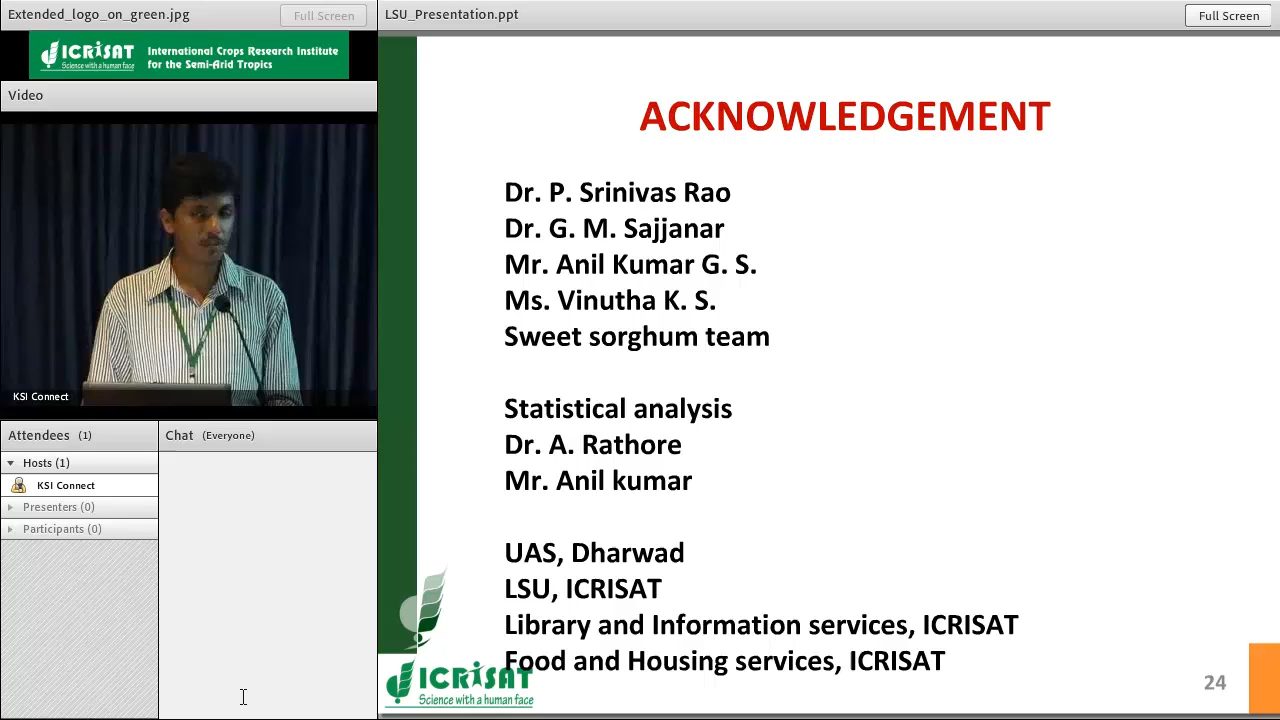 Extended_logo_on_green.jpg
Full Screen
LSU_Presentation.ppt
Full Screen
ICRISAT
Science with a human face
International Crops Research Institute
for the Semi-Arid Tropics
Video
KSI Connect
Attendees (1)
Chat (Everyone)
Hosts (1)
KSI Connect
Presenters (0)
Participants (0)
ACKNOWLEDGEMENT
Dr. P. Srinivas Rao
Dr. G. M. Sajjanar
Mr. Anil Kumar G. S.
Ms. Vinutha K. S.
Sweet sorghum team
Statistical analysis
Dr. A. Rathore
Mr. Anil kumar
UAS, Dharwad
LSU, ICRISAT
Library and Information services, ICRISAT
Food and Housing services, ICRISAT
ICRISAT
Science with a human face
24